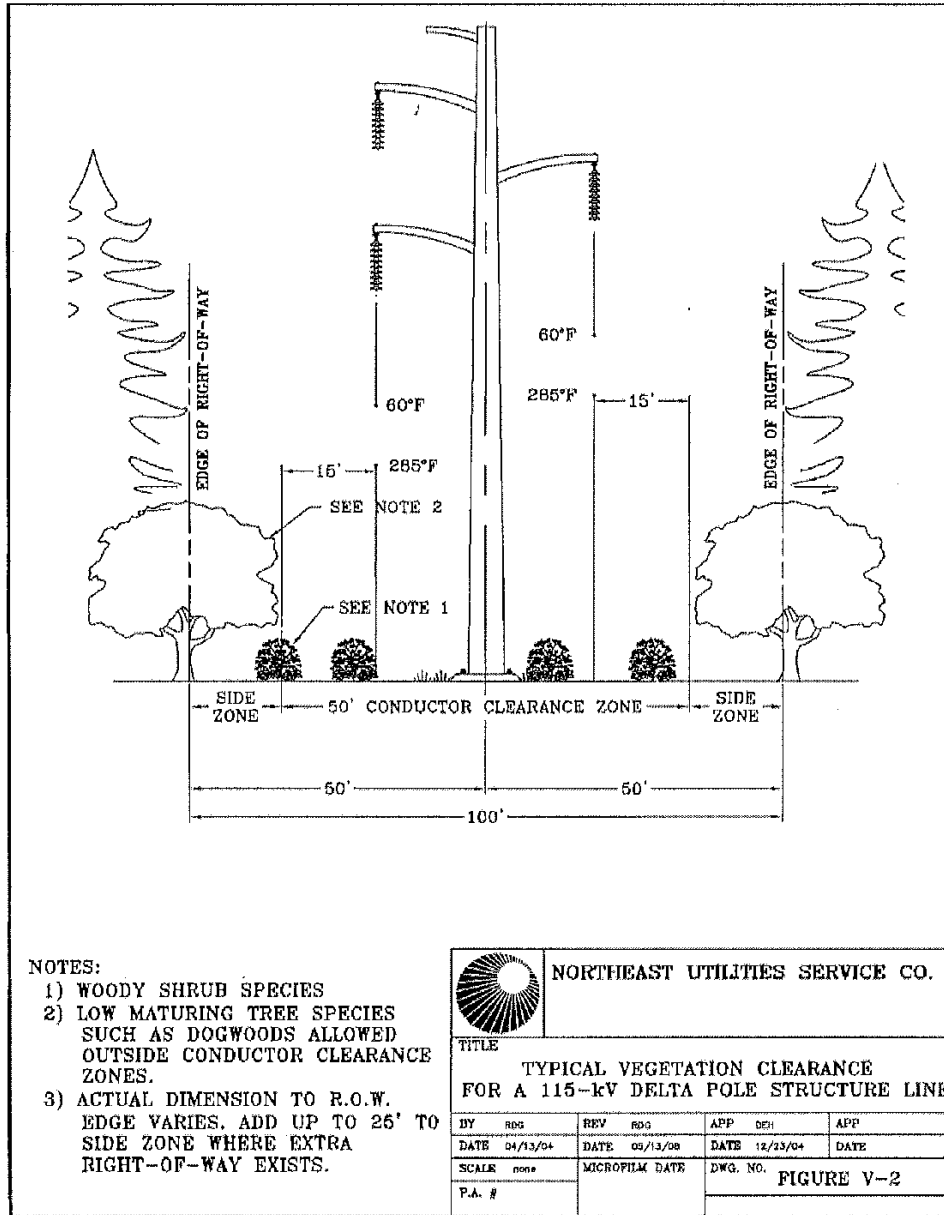 EDGE OF RIGHT-OF-WAY
EDGE OF RIGHT-OF-WAY
60°F
285°F
15'
60°F
15'
285°F
SEE NOTE 2
SEE NOTE 1
SIDE
ZONE
50' CONDUCTOR CLEARANCE ZONE
SIDE
ZONE
50'
50'
100'
NOTES:
1) WOODY SHRUB SPECIES
2) LOW MATURING TREE SPECIES
SUCH AS DOGWOODS ALLOWED
OUTSIDE CONDUCTOR CLEARANCE
ZONES.
3) ACTUAL DIMENSION TO R.O.W.
EDGE VARIES. ADD UP TO 25' TO
SIDE ZONE WHERE EXTRA
RIGHT-OF-WAY EXISTS.
NORTHEAST UTILITIES SERVICE CO.
TITLE
TYPICAL VEGETATION CLEARANCE
FOR A 115-kV DELTA POLE STRUCTURE LINE
BY RDG REV RDG APP DEH APP
DATE 04/13/04 DATE 05/13/08 DATE 12/23/04 DATE
SCALE none MICROFILM DATE DWG. NO. FIGURE V-2
P.A. #